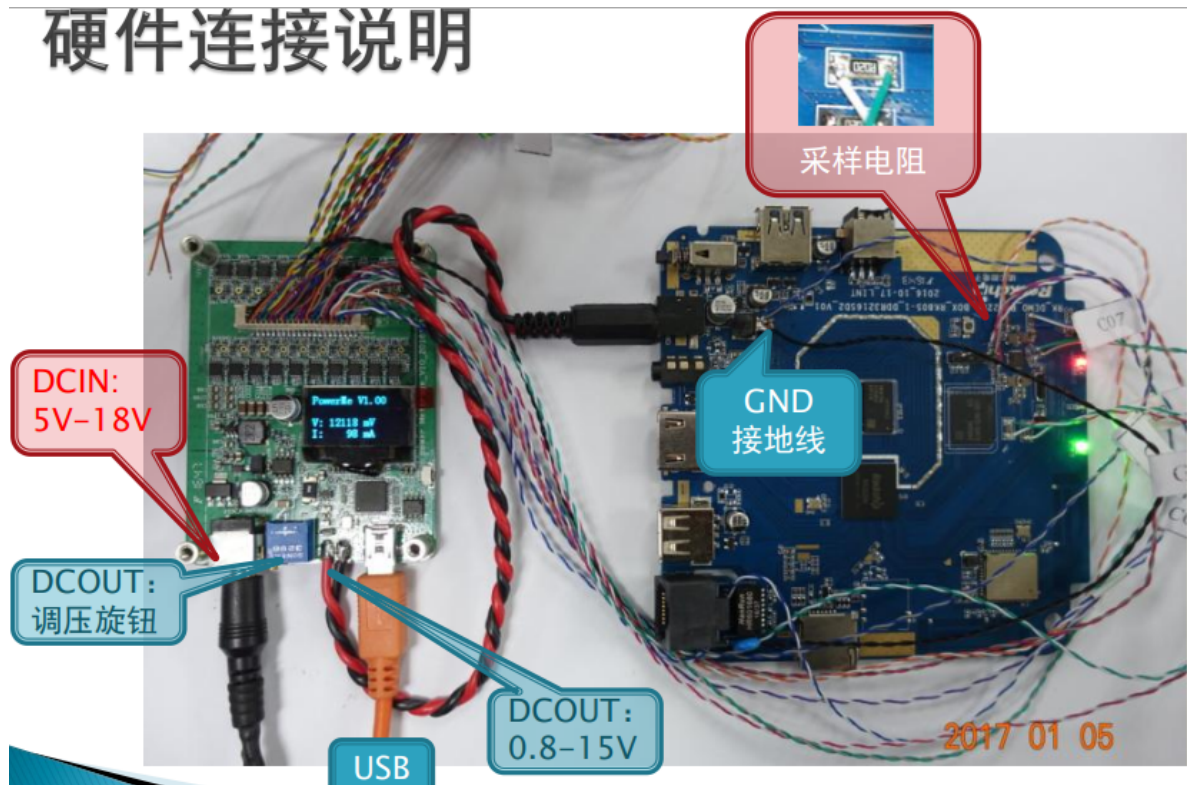 硬件连接说明
采样电阻
DCIN:
5V-18V
PowerMe V1.00
V: 12118 mV
I: 98 mA
GND
接地线
C07
DCOUT:
调压旋钮
DCOUT:
0.8-15V
USB
2017 01 05